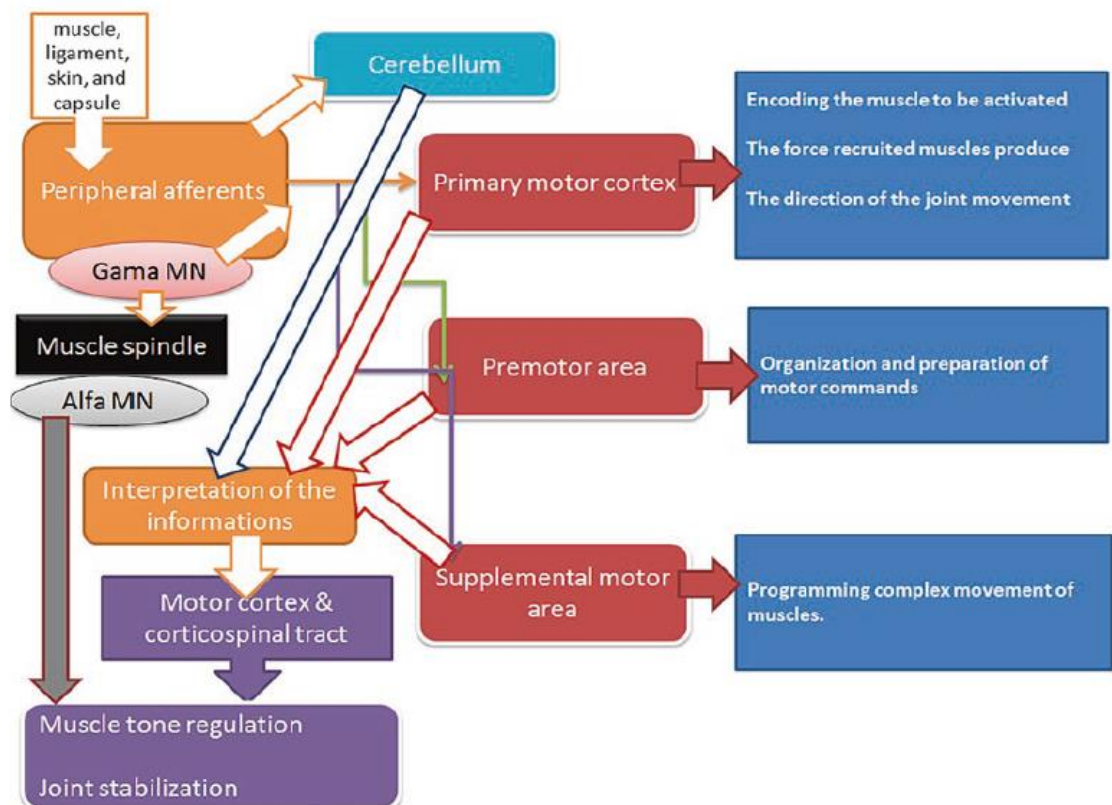 muscle,
ligament,
skin, and
capsule
Cerebellum
Peripheral afferents
Gama MN
Muscle spindle
Alfa MN
Primary motor cortex
Encoding the muscle to be activated
The force recruited muscles produce
The direction of the joint movement
Premotor area
Organization and preparation of
motor commands
Interpretation of the
informations
Supplemental motor
area
Programming complex movement of
muscles.
Motor cortex &
corticospinal tract
Muscle tone regulation
Joint stabilization